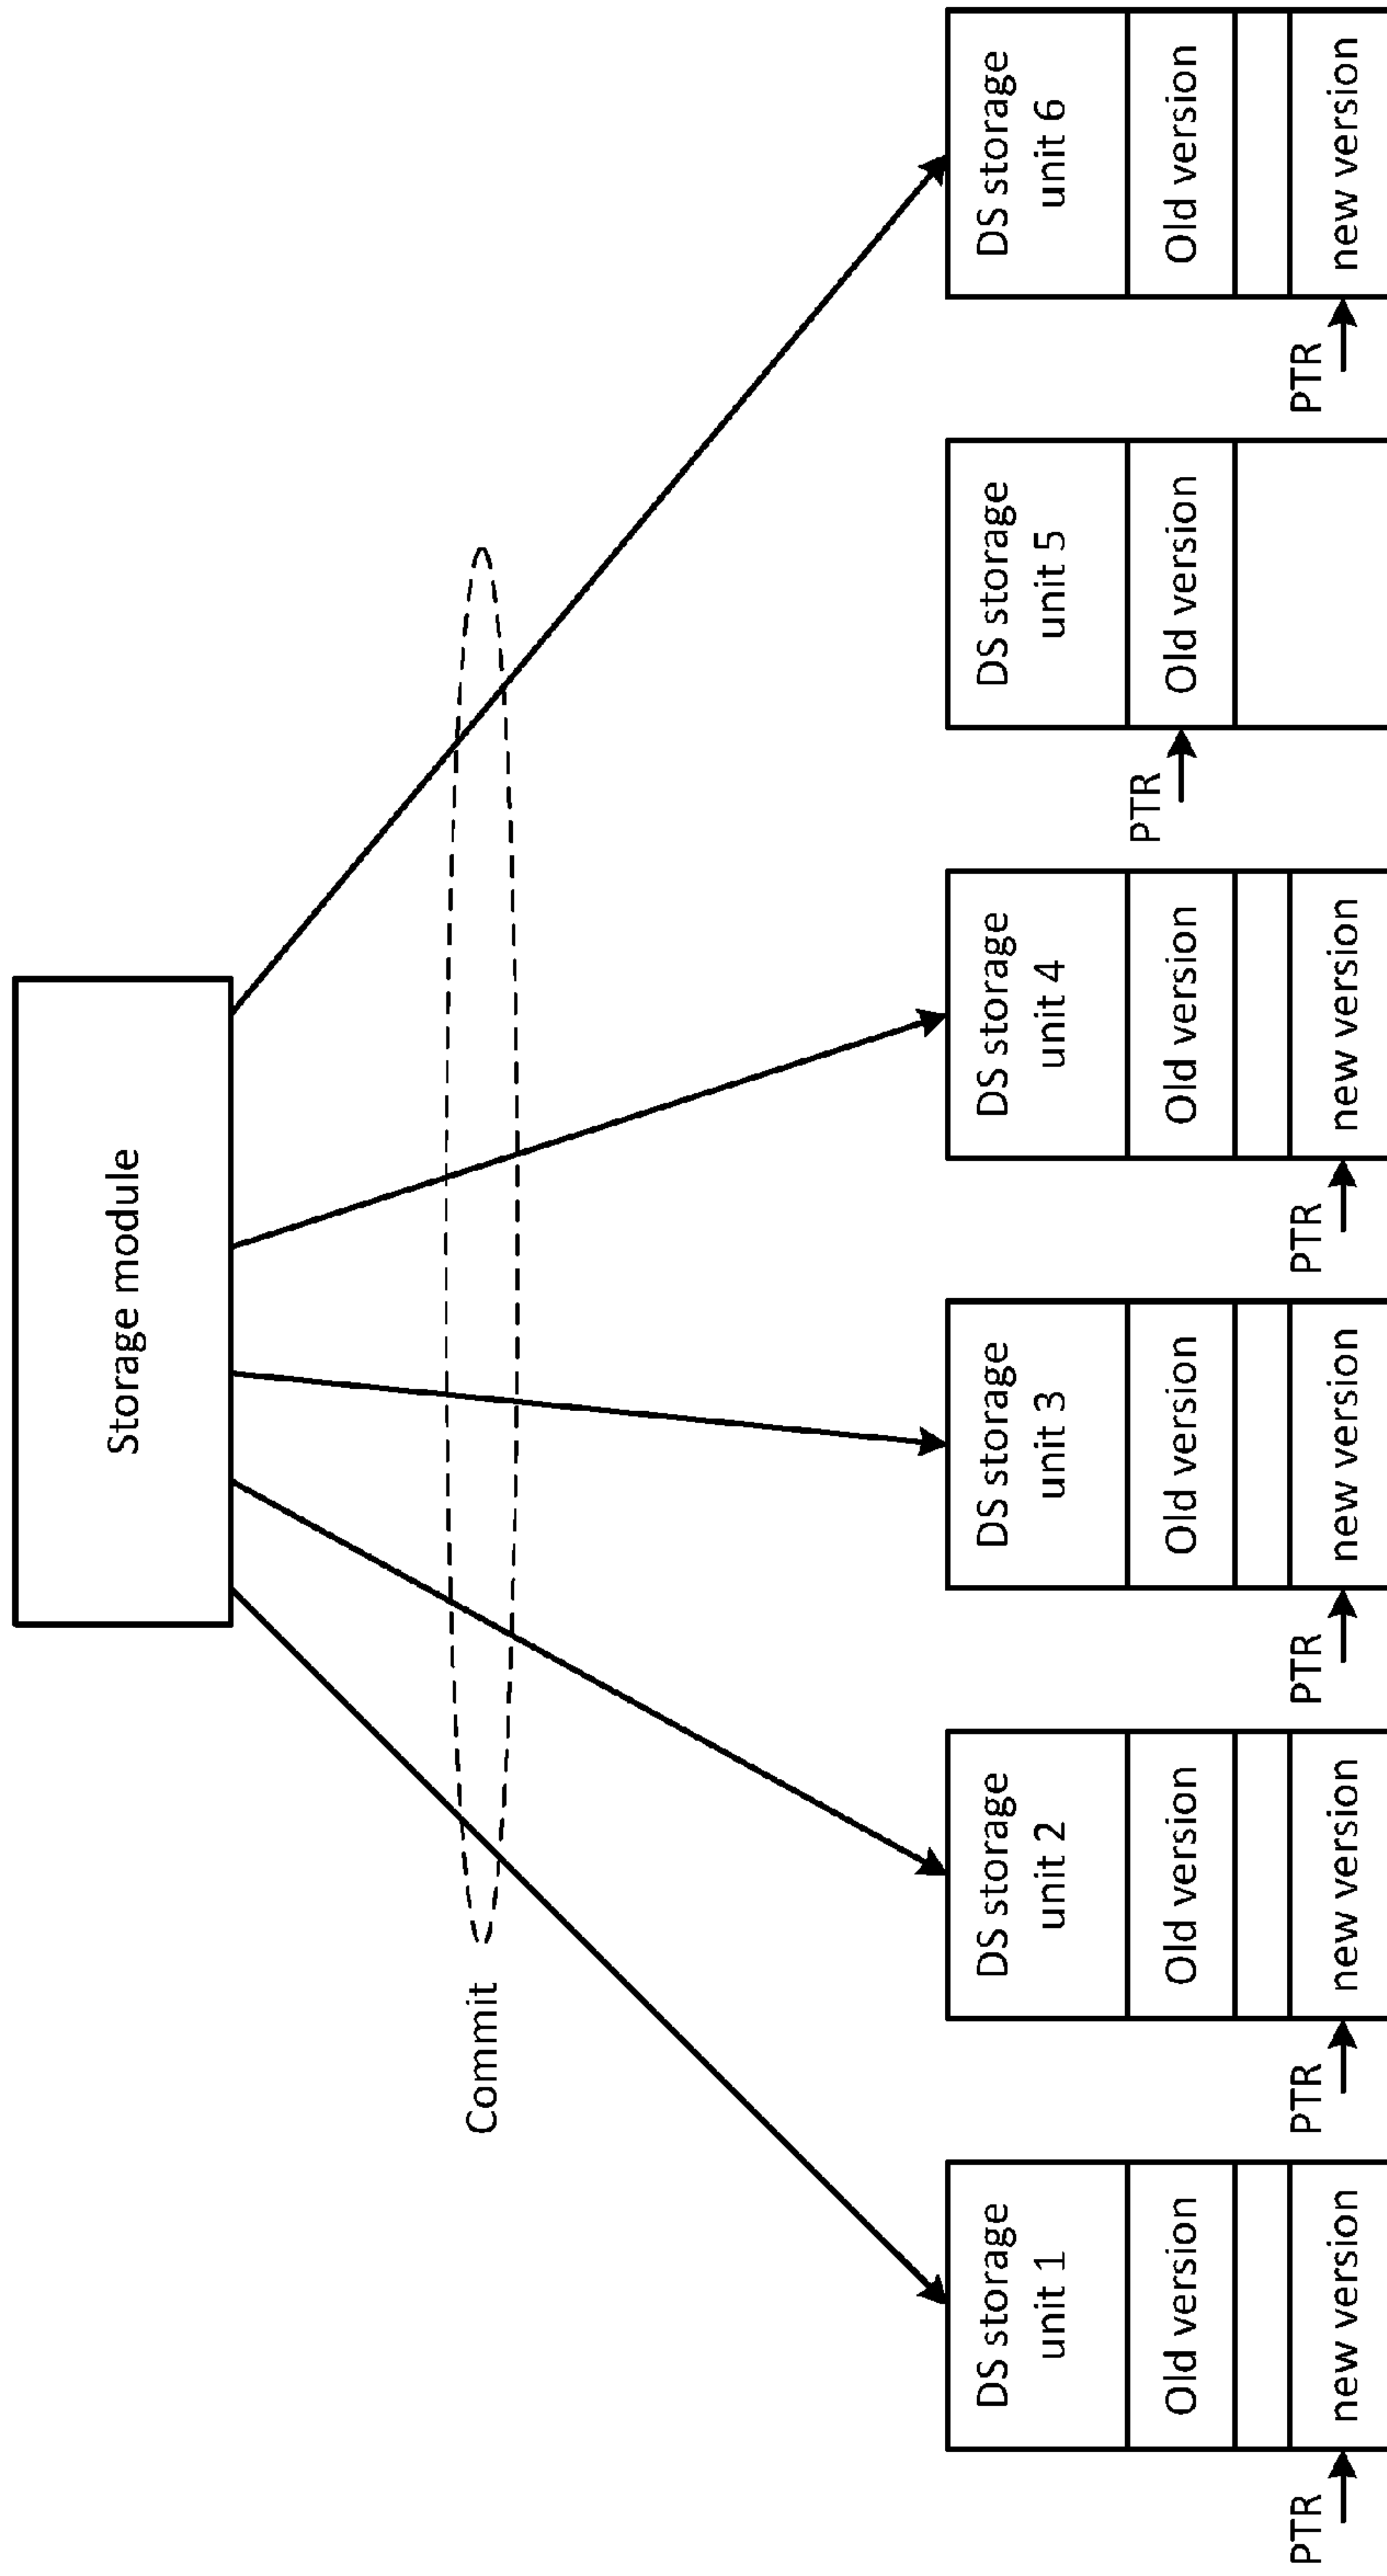 Storage module
Commit
DS storage
unit 1
Old version
new version
PTR
DS storage
unit 2
Old version
new version
PTR
DS storage
unit 3
Old version
new version
PTR
DS storage
unit 4
Old version
new version
PTR
DS storage
unit 5
Old version
PTR
DS storage
unit 6
Old version
new version
PTR